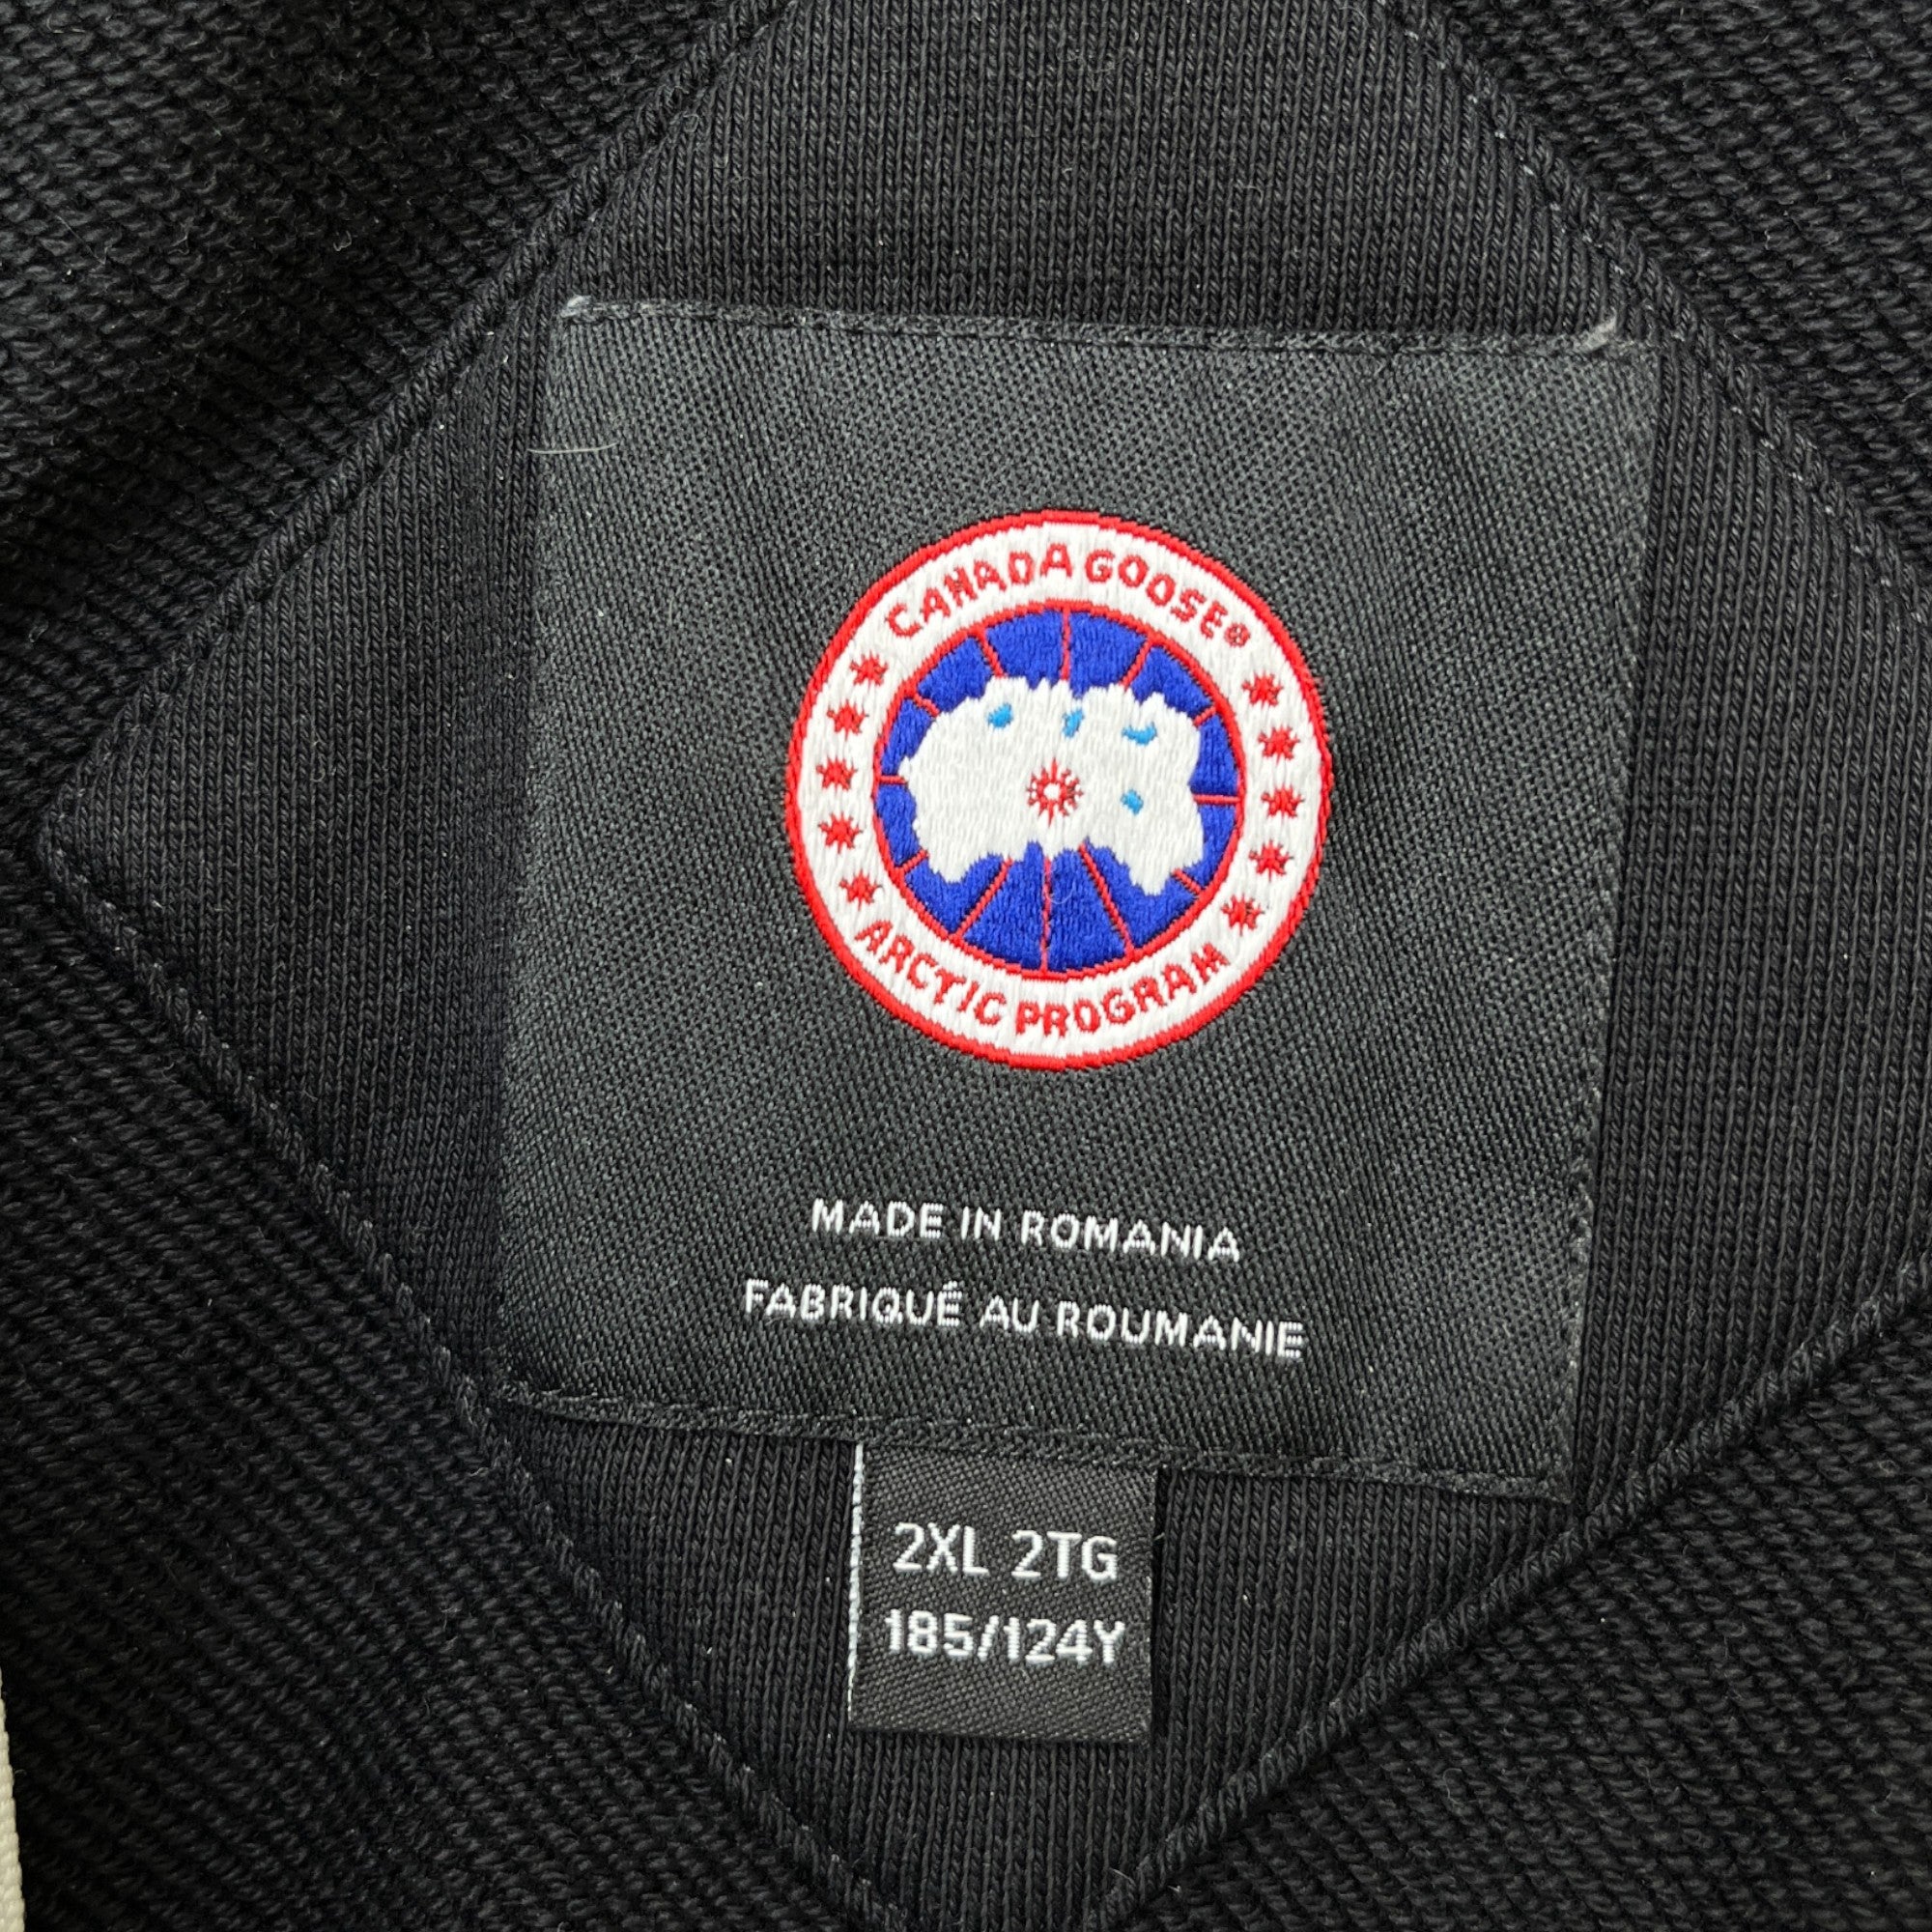 CANADA GOOSE®
ARCTIC PROGRAM
MADE IN ROMANIA
FABRIQUÉ AU ROUMANIE
2XL 2TG
185/124Y